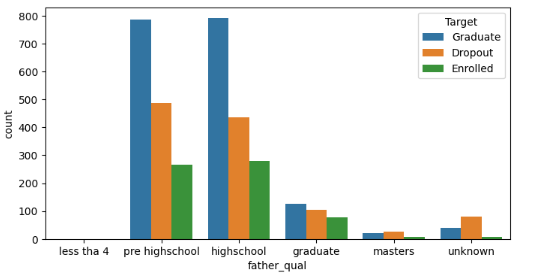 800
700
600
500
400
300
200
100
0
count
less tha 4 pre highschool highschool graduate masters unknown
father_qual
Target
Graduate
Dropout
Enrolled